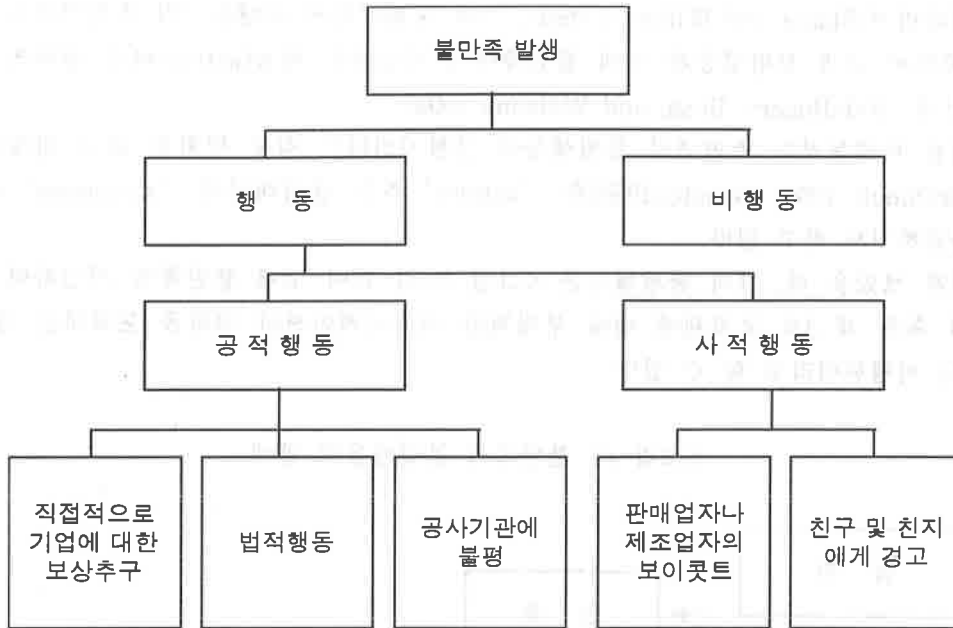 불만족 발생
행 동
비 행 동
공 적 행 동
사 적 행 동
직접적으로
기업에 대한
보상추구
법적행동
공사기관에
불평
판매업자나
제조업자의
보이콧트
친구 및 친지
에게 경고